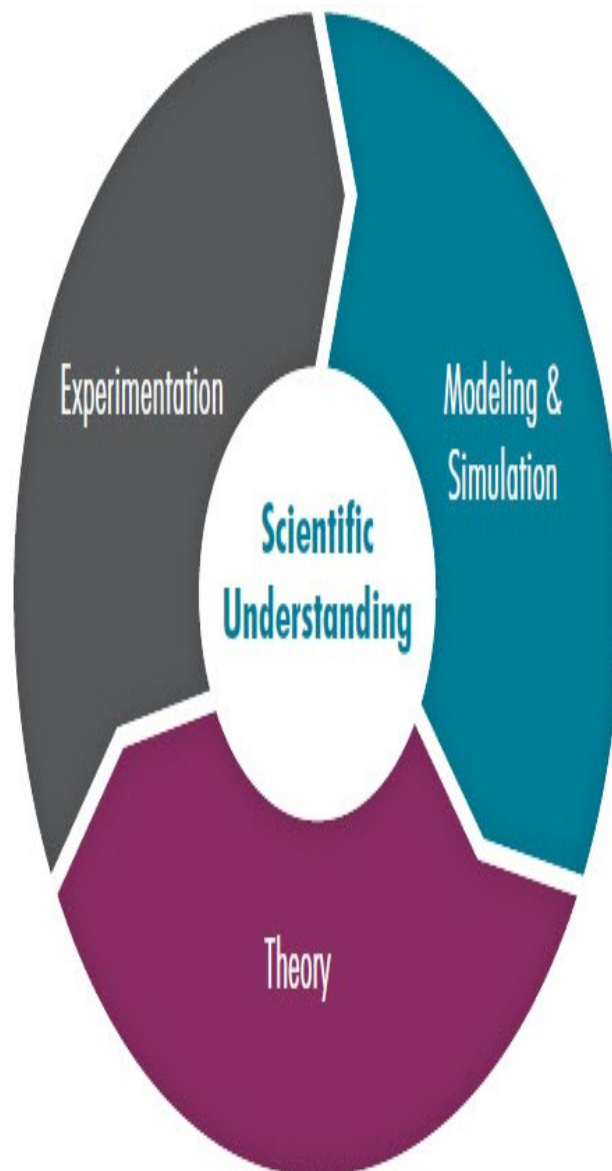 Experimentation
Modeling &
Simulation
Scientific
Understanding
Theory